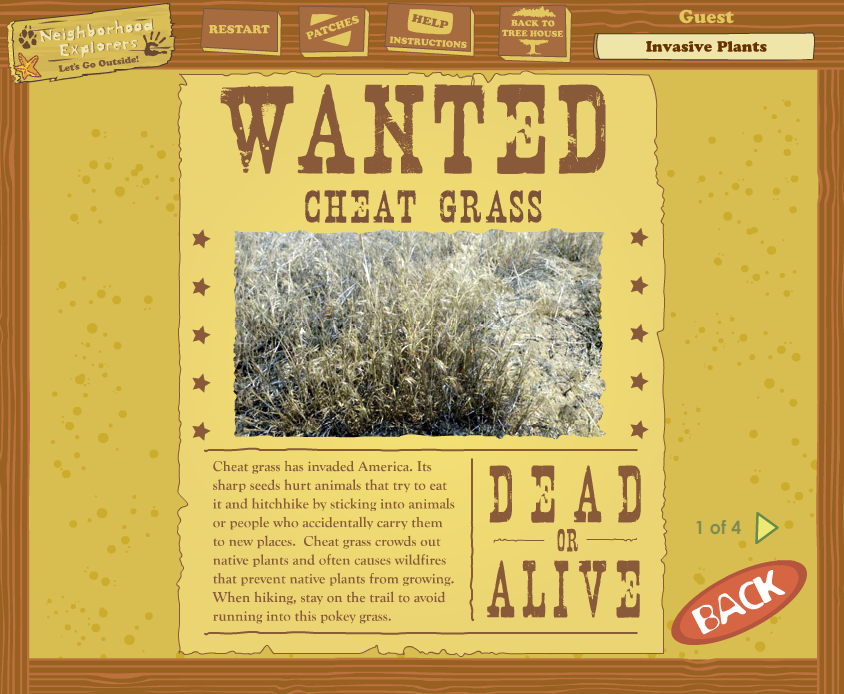 Neighborhood
Explorers
Let's Go Outside!
RESTART
PATCHES
HELP
INSTRUCTIONS
BACK TO
TREE HOUSE
Guest
Invasive Plants
WANTED
CHEAT GRASS
Cheat grass has invaded America. Its
sharp seeds hurt animals that try to eat
it and hitchhike by sticking into animals
or people who accidentally carry them
to new places.  Cheat grass crowds out
native plants and often causes wildfires
that prevent native plants from growing.
When hiking, stay on the trail to avoid
running into this pokey grass.
DEAD
OR
ALIVE
1 of 4
BACK